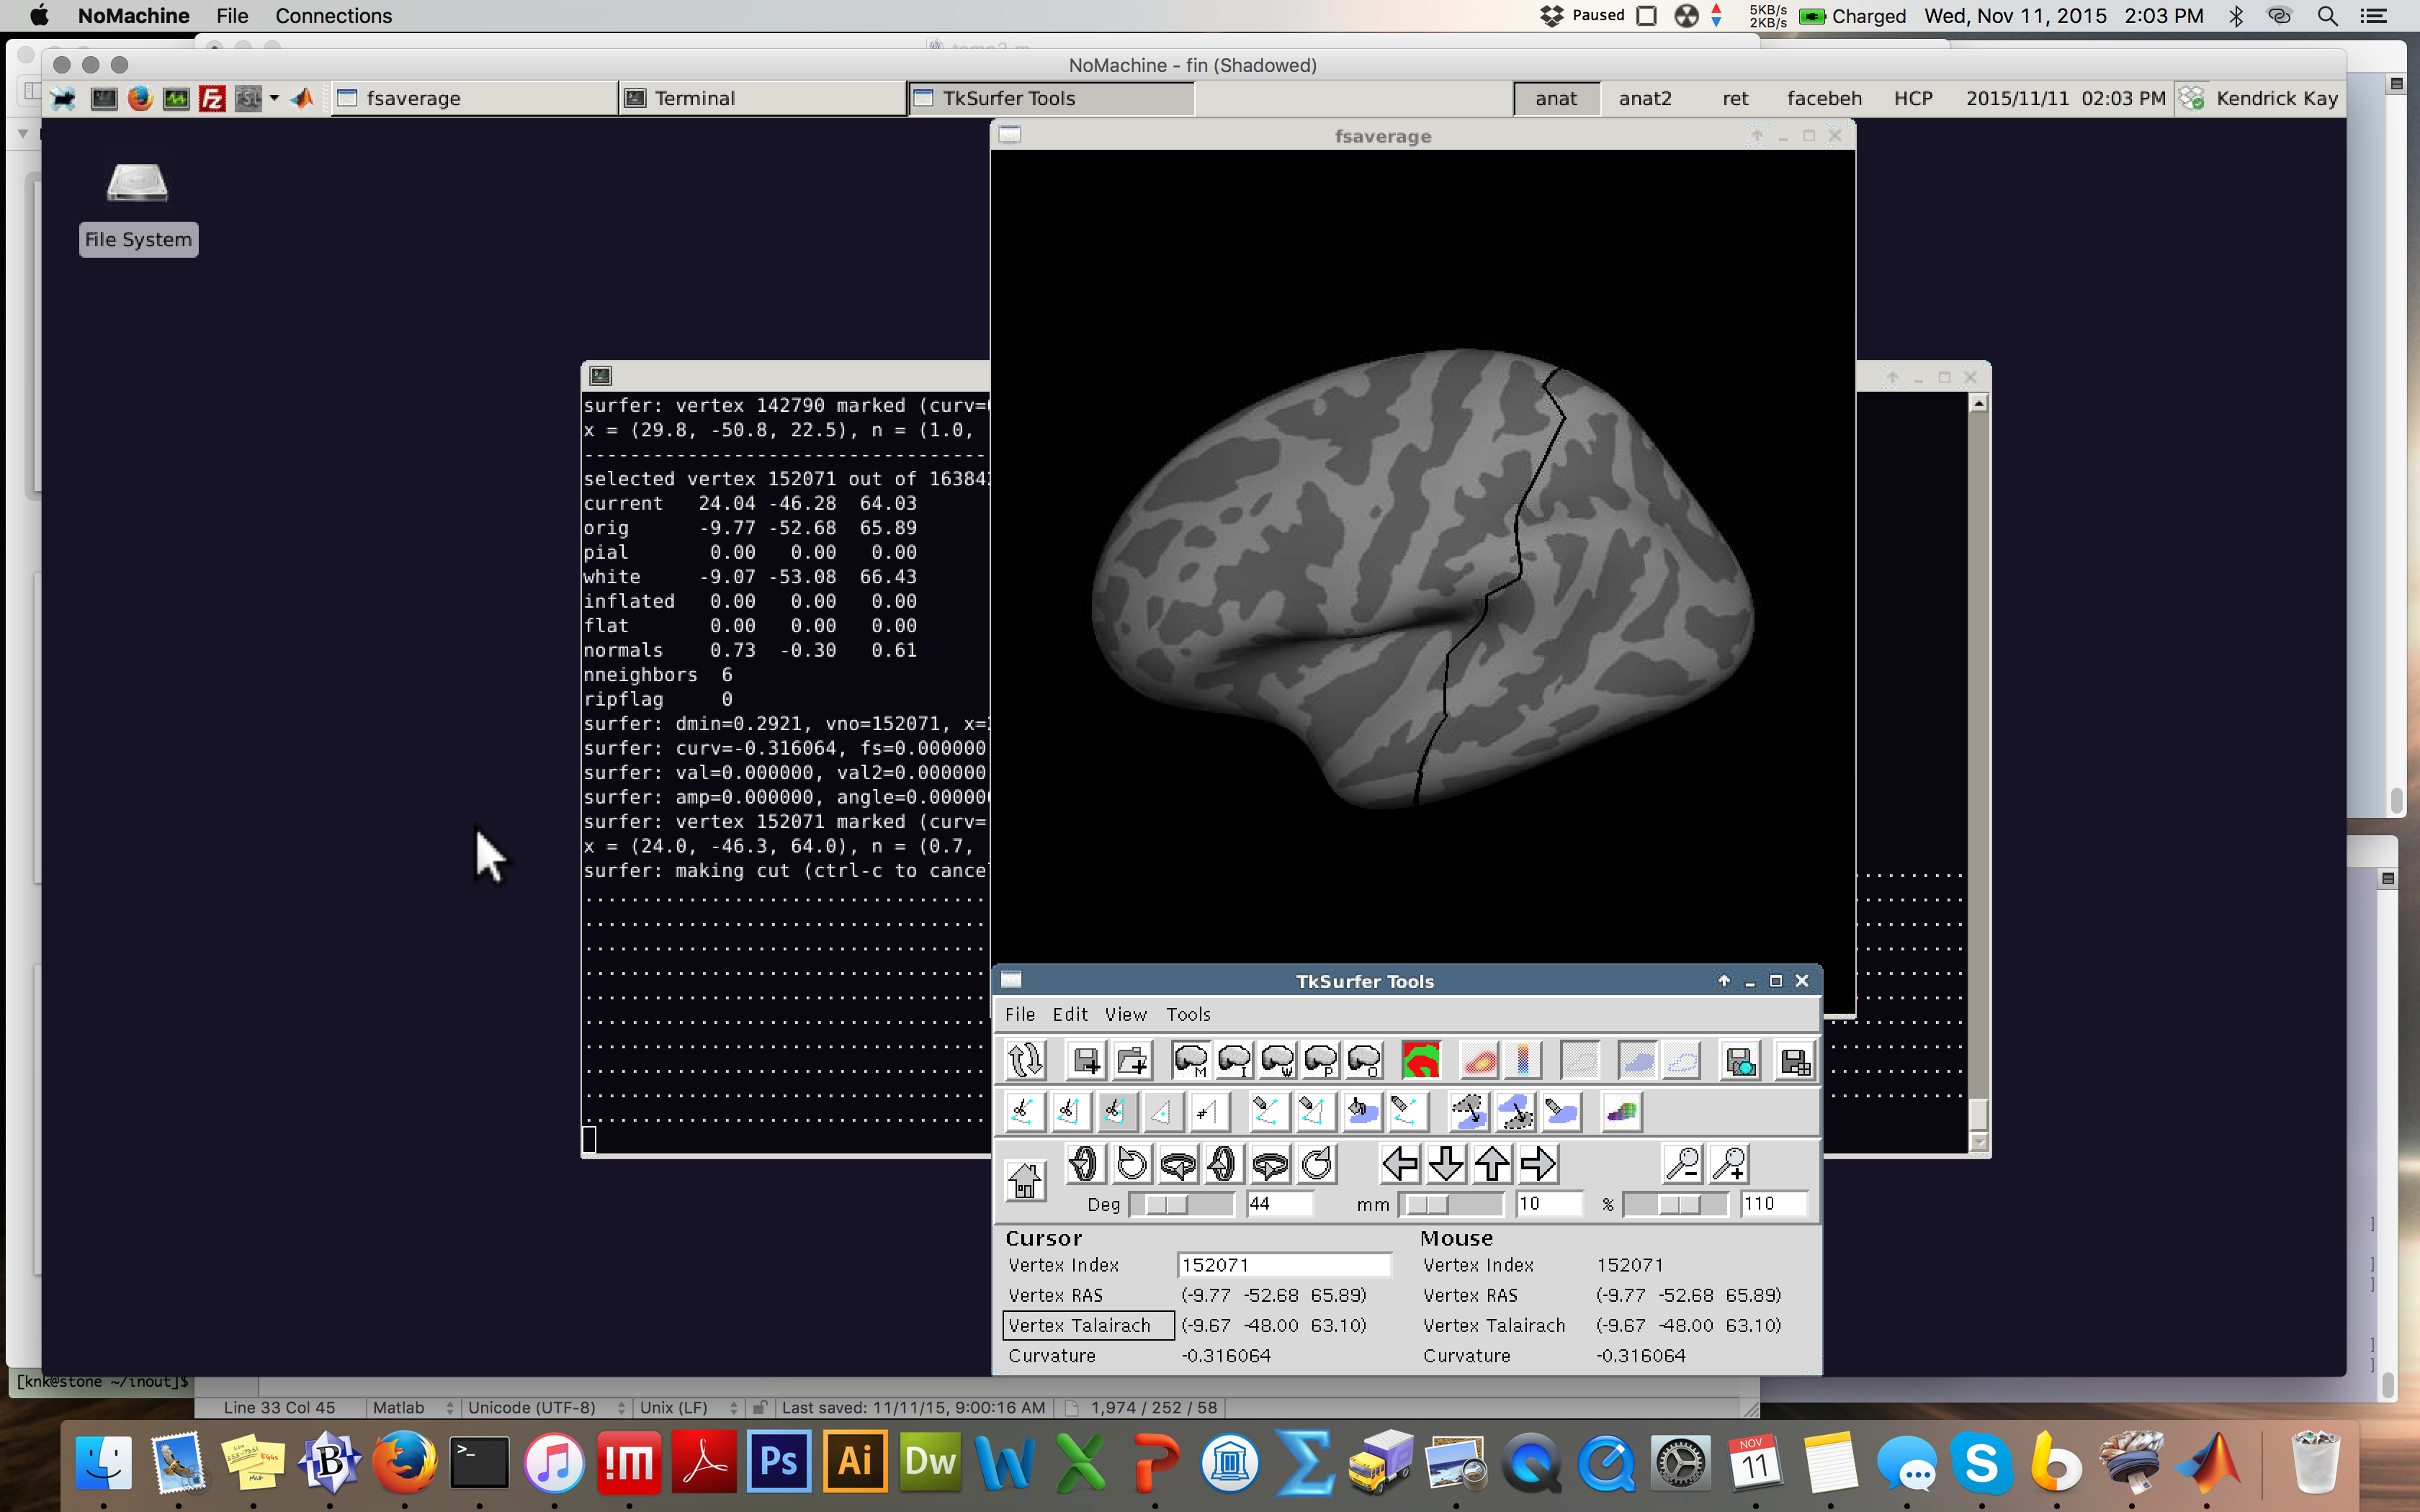 NoMachine File Connections
Paused 5KB/s 2KB/s Charged Wed, Nov 11, 2015 2:03 PM
NoMachine - fin (Shadowed)
fsaverage Terminal TkSurfer Tools anat anat2 ret facebeh HCP 2015/11/11 02:03 PM Kendrick Kay
File System
fsaverage
surfer: vertex 142790 marked (curv=
x = (29.8, -50.8, 22.5), n = (1.0,
------------------------------------
selected vertex 152071 out of 16384
current 24.04 -46.28 64.03
orig -9.77 -52.68 65.89
pial 0.00 0.00 0.00
white -9.07 -53.08 66.43
inflated 0.00 0.00 0.00
flat 0.00 0.00 0.00
normals 0.73 -0.30 0.61
nneighbors 6
ripflag 0
surfer: dmin=0.2921, vno=152071, x=
surfer: curv=-0.316064, fs=0.000000
surfer: val=0.000000, val2=0.000000
surfer: amp=0.000000, angle=0.00000
surfer: vertex 152071 marked (curv=-
x = (24.0, -46.3, 64.0), n = (0.7,
surfer: making cut (ctrl-c to cance
TkSurfer Tools
File Edit View Tools
M I W P O
Deg 44 mm 10 % 110
Cursor
Vertex Index 152071
Vertex RAS (-9.77 -52.68 65.89)
Vertex Talairach (-9.67 -48.00 63.10)
Curvature -0.316064
Mouse
Vertex Index 152071
Vertex RAS (-9.77 -52.68 65.89)
Vertex Talairach (-9.67 -48.00 63.10)
Curvature -0.316064
[knk@stone ~/inout]$
Line 33 Col 45 Matlab Unicode (UTF-8) Unix (LF) Last saved: 11/11/15, 9:00:16 AM 1,974 / 252 / 58
Ps Ai Dw
NOV
11